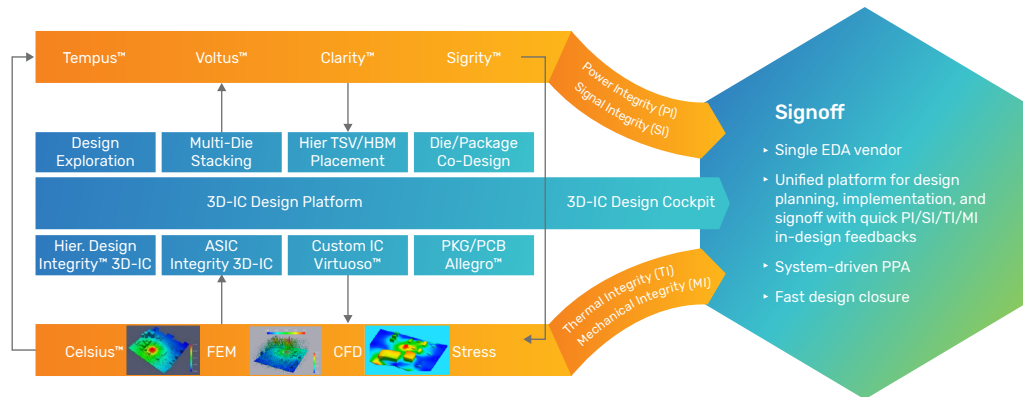 Tempus™ Voltus™ Clarity™ Sigrity™
Power Integrity (PI)
Signal Integrity (SI)
Design
Exploration
Multi-Die
Stacking
Hier TSV/HBM
Placement
Die/Package
Co-Design
3D-IC Design Platform
3D-IC Design Cockpit
Hier. Design
Integrity™ 3D-IC
ASIC
Integrity 3D-IC
Custom IC
Virtuoso™
PKG/PCB
Allegro™
Thermal Integrity (TI)
Mechanical Integrity (MI)
Celsius™ FEM CFD Stress
Signoff
‣ Single EDA vendor
‣ Unified platform for design
planning, implementation, and
signoff with quick PI/SI/TI/MI
in-design feedbacks
‣ System-driven PPA
‣ Fast design closure